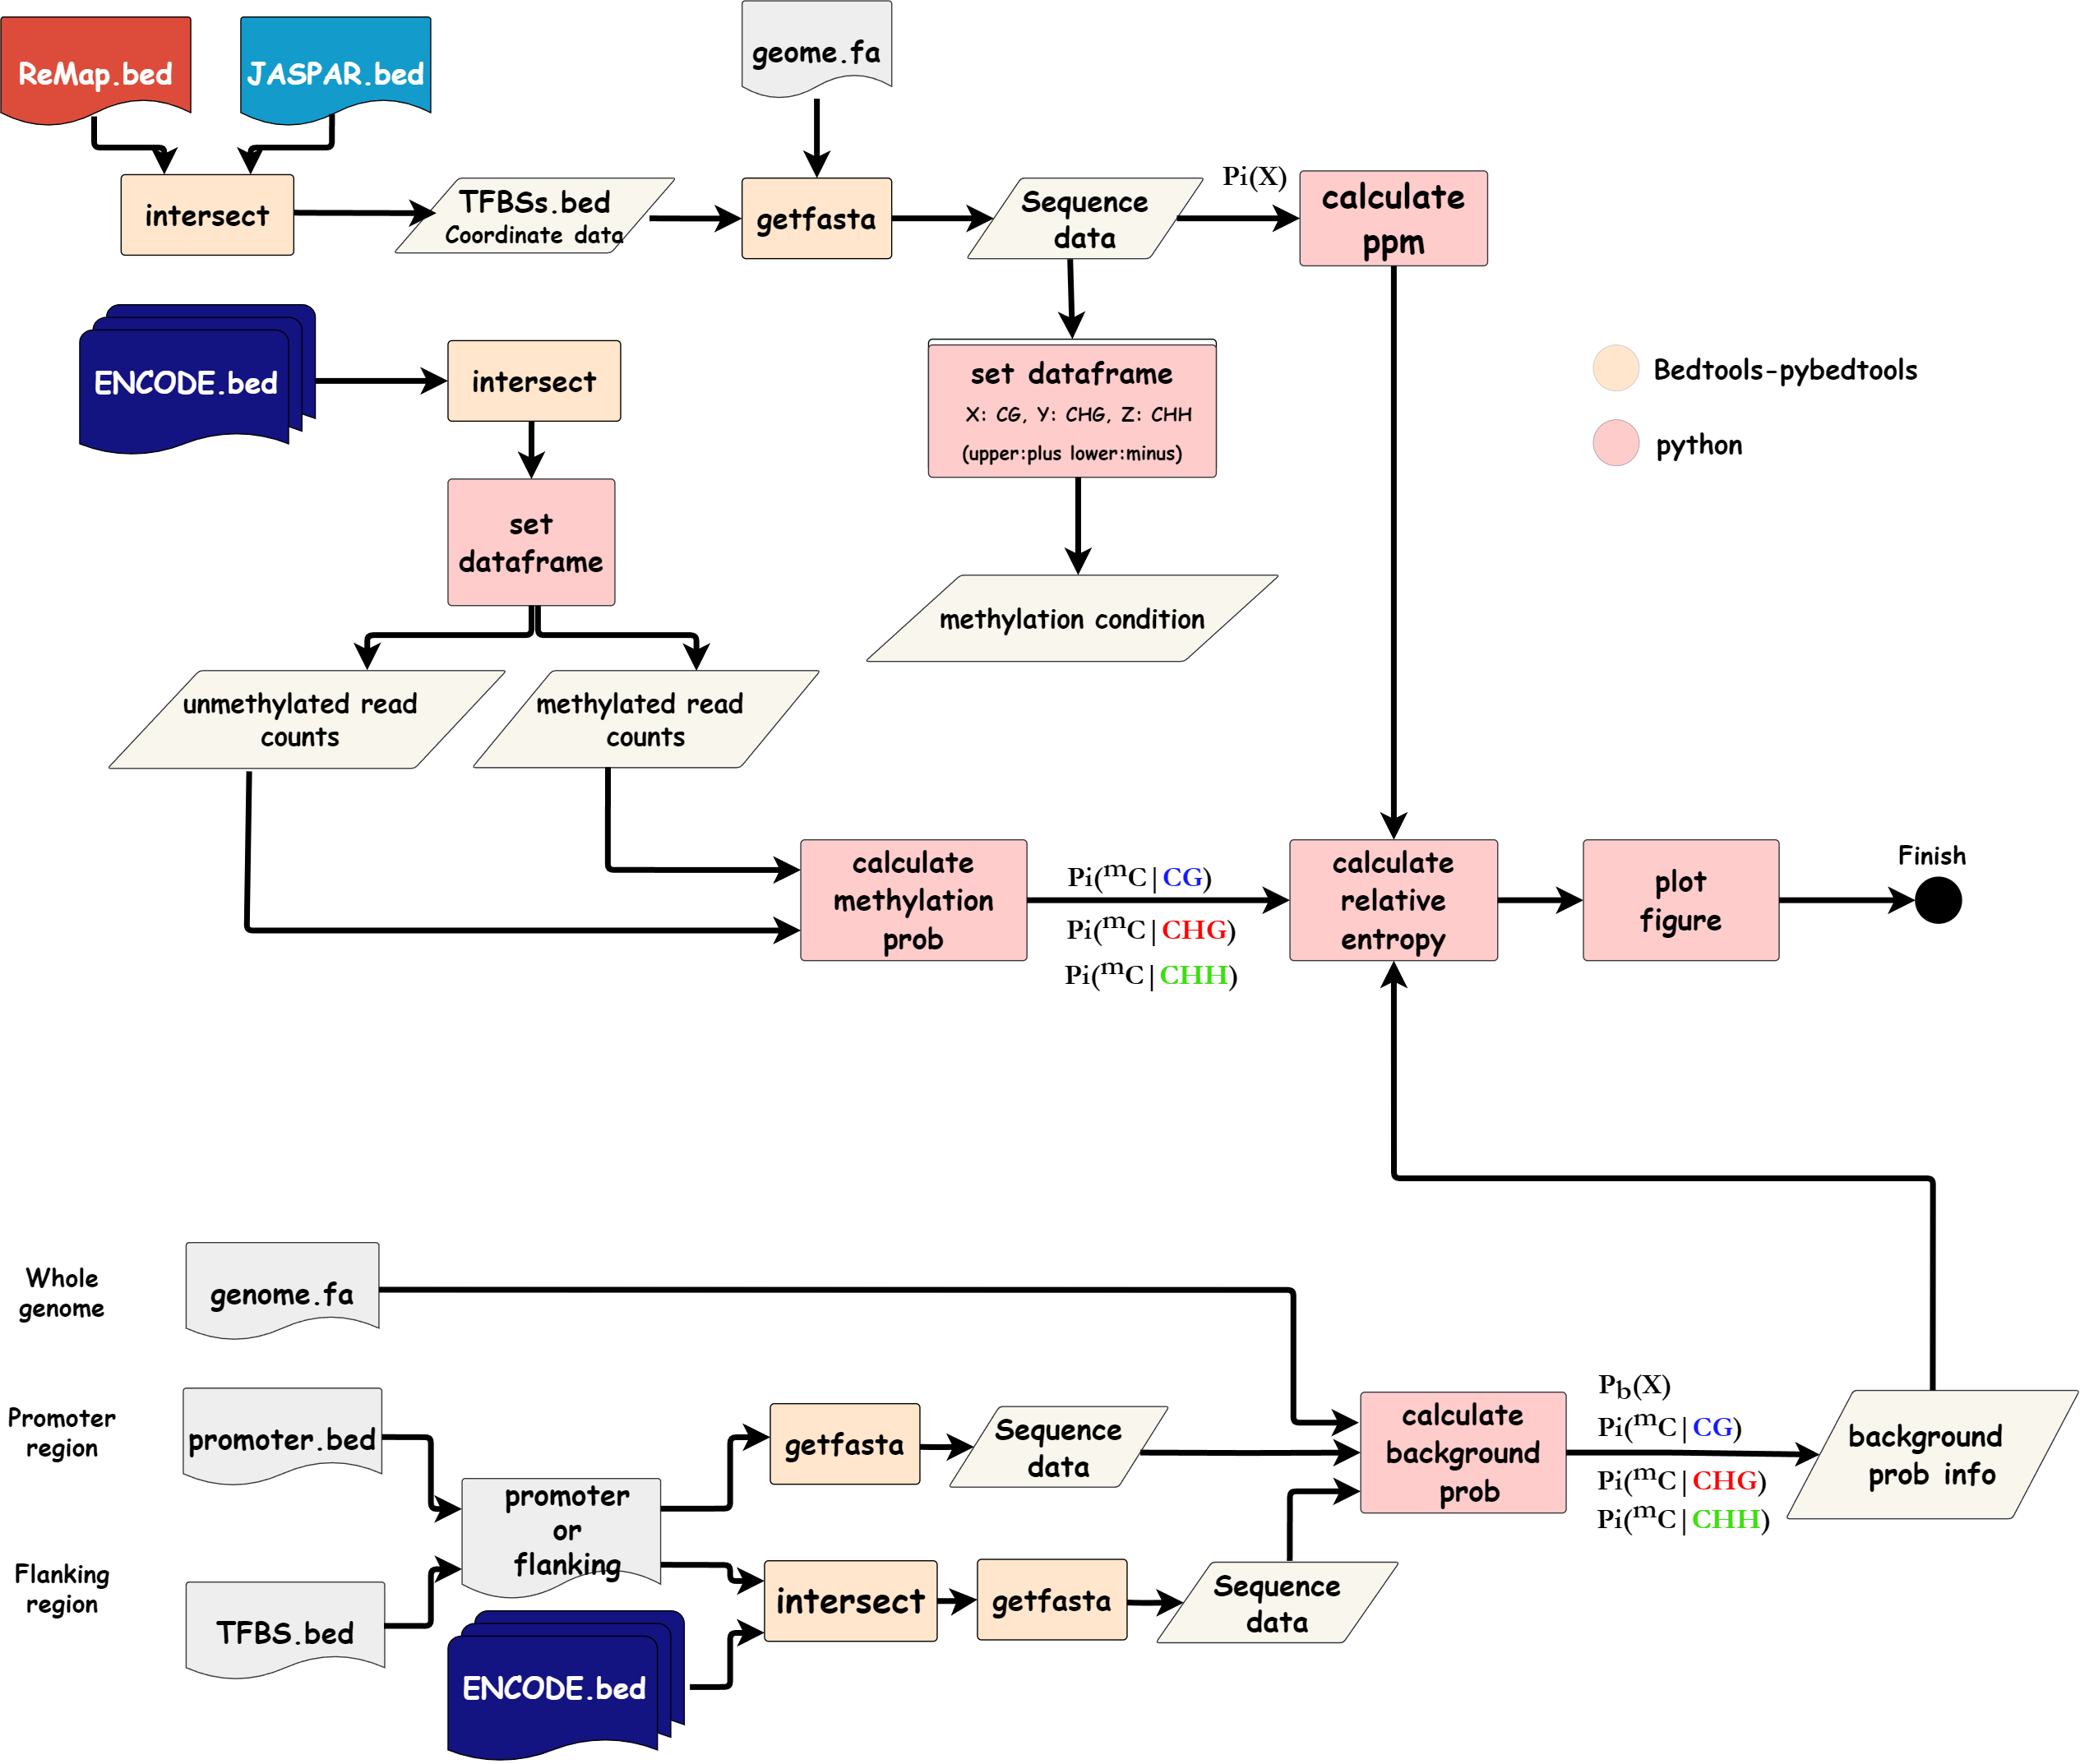 ReMap.bed
JASPAR.bed
geome.fa
intersect
TFBSs.bed
Coordinate data
getfasta
Sequence
data
Pi(X)
calculate
ppm
ENCODE.bed
intersect
set dataframe
X: CG, Y: CHG, Z: CHH
(upper:plus lower:minus)
Bedtools-pybedtools
python
set
dataframe
methylation condition
unmethylated read
counts
methylated read
counts
calculate
methylation
prob
Pi(ᵐC|CG)
Pi(ᵐC|CHG)
Pi(ᵐC|CHH)
calculate
relative
entropy
plot
figure
Finish
Whole
genome
genome.fa
Promoter
region
promoter.bed
promoter
or
flanking
getfasta
Sequence
data
calculate
background
prob
P_b(X)
Pi(ᵐC|CG)
Pi(ᵐC|CHG)
Pi(ᵐC|CHH)
background
prob info
Flanking
region
TFBS.bed
ENCODE.bed
intersect
getfasta
Sequence
data